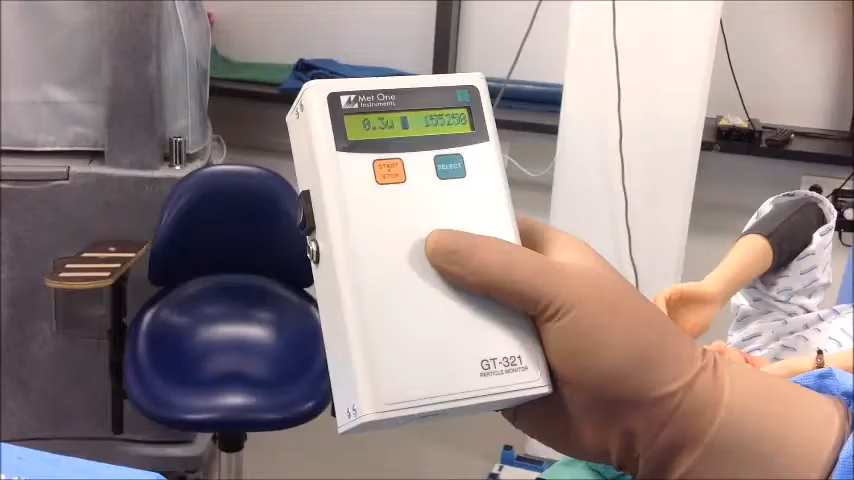 Met One
Instruments
0.3u 155250
START
STOP
SELECT
GT-321
PARTICLE MONITOR